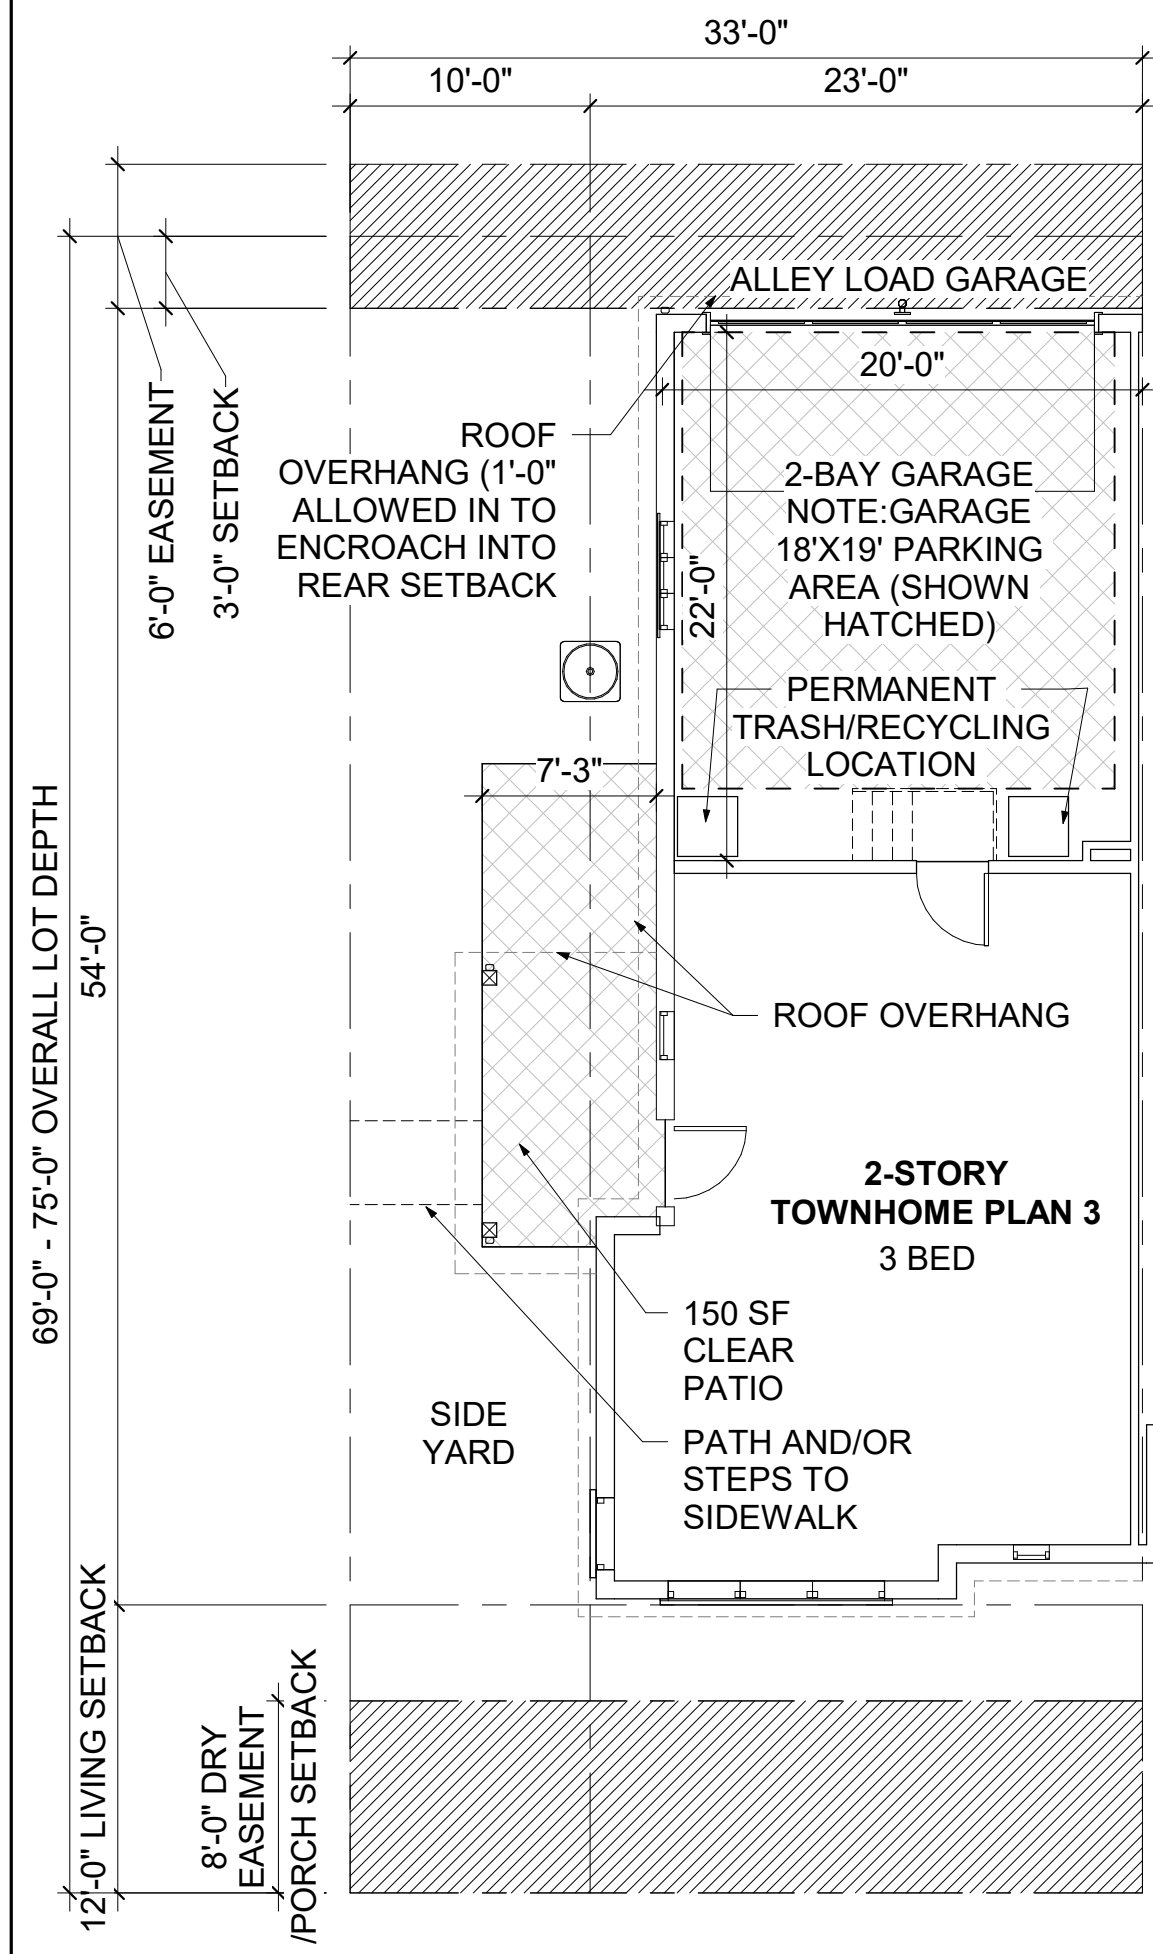 33'-0"
10'-0"
23'-0"
ALLEY LOAD GARAGE
20'-0"
6'-0" EASEMENT
3'-0" SETBACK
ROOF
OVERHANG (1'-0"
ALLOWED IN TO
ENCROACH INTO
REAR SETBACK
2-BAY GARAGE
NOTE:GARAGE
18'X19' PARKING
AREA (SHOWN
HATCHED)
22'-0"
PERMANENT
TRASH/RECYCLING
LOCATION
7'-3"
69'-0" - 75'-0" OVERALL LOT DEPTH
54'-0"
ROOF OVERHANG
2-STORY
TOWNHOME PLAN 3
3 BED
150 SF
CLEAR
PATIO
SIDE
YARD
PATH AND/OR
STEPS TO
SIDEWALK
12'-0" LIVING SETBACK
8'-0" DRY
EASEMENT
/PORCH SETBACK